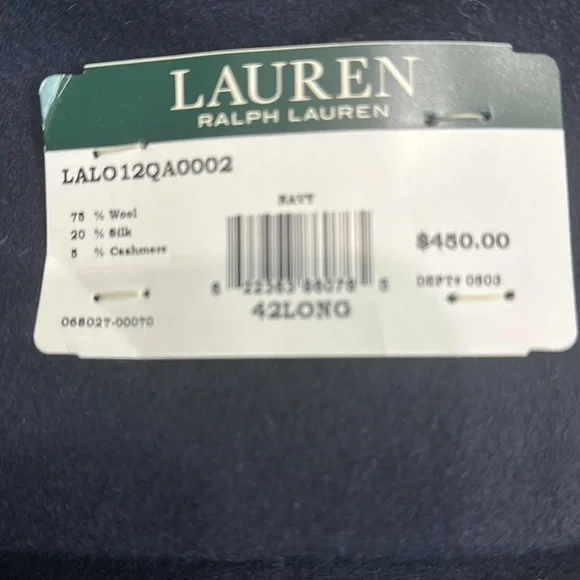 LAUREN
RALPH LAUREN
LALO12QA0002
NAVY
75 % Wool
20 % Silk
5 % Cashmere
$450.00
DEPT# 0803
42LONG
068027-00070